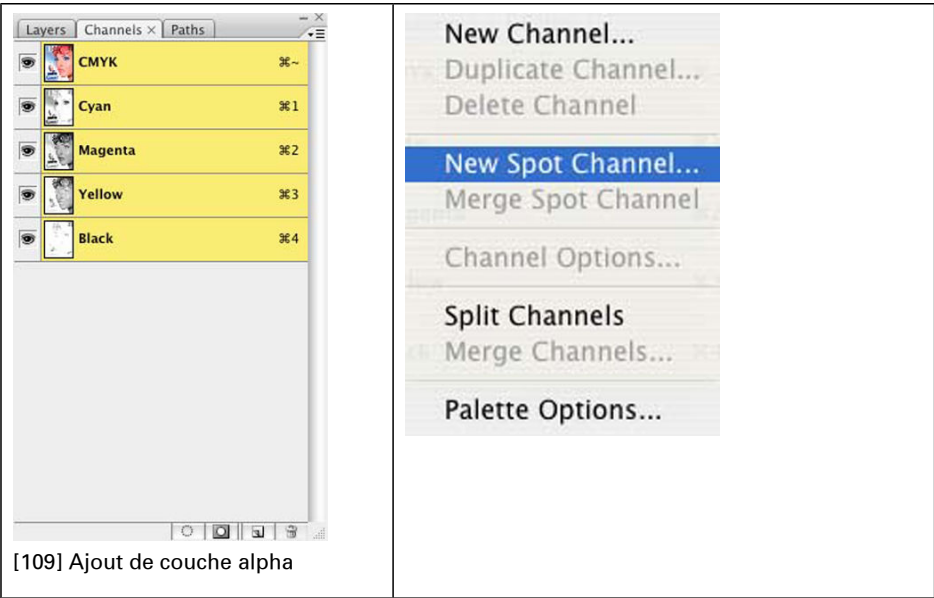 Layers Channels × Paths
CMYK ⌘~
Cyan ⌘1
Magenta ⌘2
Yellow ⌘3
Black ⌘4
[109] Ajout de couche alpha
New Channel...
Duplicate Channel...
Delete Channel
New Spot Channel...
Merge Spot Channel
Channel Options...
Split Channels
Merge Channels...
Palette Options...